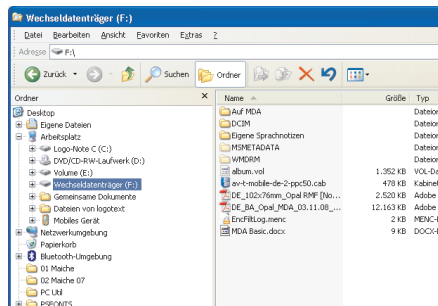 Wechseldatenträger (F:)
Datei Bearbeiten Ansicht Favoriten Extras ?
Adresse F:\
Zurück Suchen Ordner
Ordner
Desktop
Eigene Dateien
Arbeitsplatz
Logo-Note C (C:)
DVD/CD-RW-Laufwerk (D:)
Volume (E:)
Wechseldatenträger (F:)
Gemeinsame Dokumente
Dateien von logotext
Mobiles Gerät
Netzwerkumgebung
Papierkorb
Bluetooth-Umgebung
01 Maiche
02 Maiche 07
PC Util
PSFONTS
Name Größe Typ
Auf MDA Dateior
DCIM Dateior
Eigene Sprachnotizen Dateior
MSMETADATA Dateior
WMDRM Dateior
album.vol 1.352 KB VOL-Da
av-t-mobile-de-2-ppc50.cab 478 KB Kabinet
DE_102x76mm_Opal RMF [No... 2.520 KB Adobe
DE_BA_Opal_MDA_03.11.08_... 12.163 KB Adobe
EncFiltLog.menc 2 KB MENC-
MDA Basic.docx 9 KB DOCX-